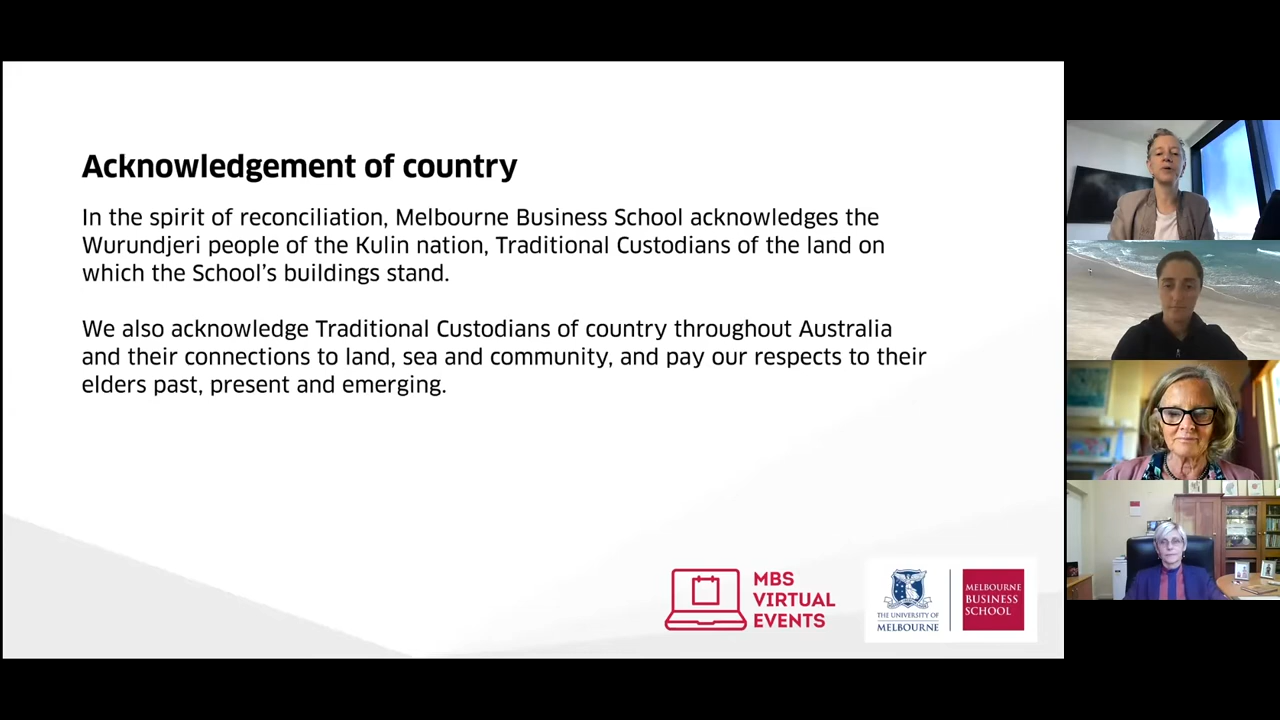 Acknowledgement of country
In the spirit of reconciliation, Melbourne Business School acknowledges the
Wurundjeri people of the Kulin nation, Traditional Custodians of the land on
which the School's buildings stand.
We also acknowledge Traditional Custodians of country throughout Australia
and their connections to land, sea and community, and pay our respects to their
elders past, present and emerging.
MBS
VIRTUAL
EVENTS
THE UNIVERSITY OF
MELBOURNE
MELBOURNE
BUSINESS
SCHOOL